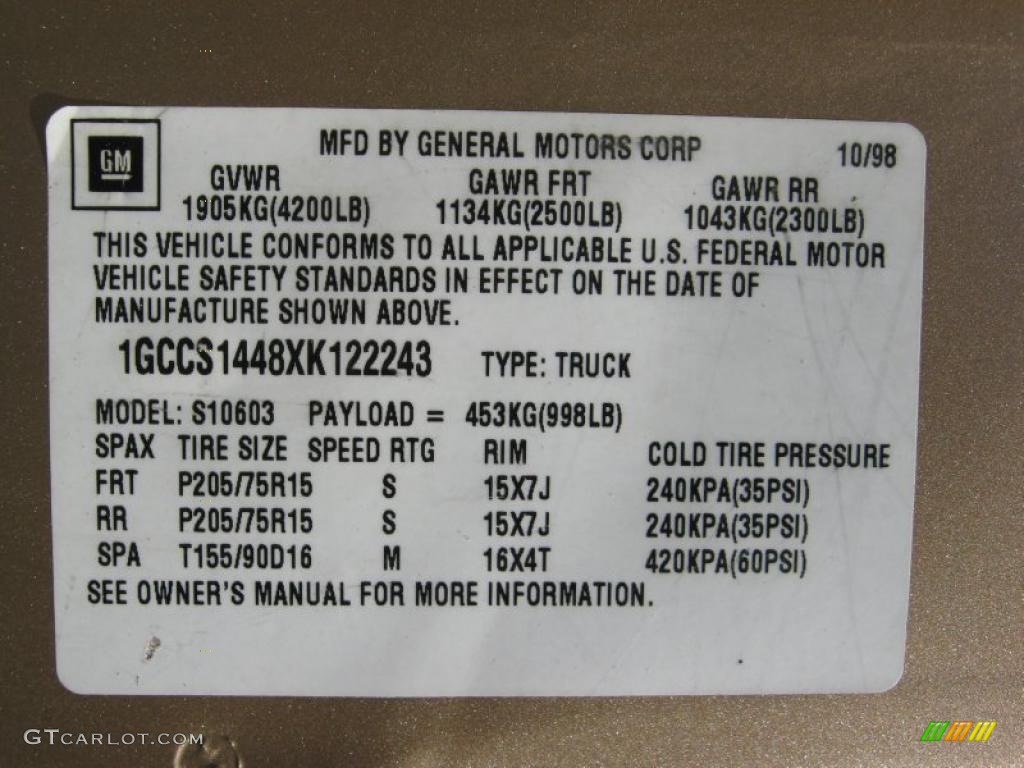 GM
MFD BY GENERAL MOTORS CORP 10/98
GVWR GAWR FRT GAWR RR
1905KG(4200LB) 1134KG(2500LB) 1043KG(2300LB)
THIS VEHICLE CONFORMS TO ALL APPLICABLE U.S. FEDERAL MOTOR
VEHICLE SAFETY STANDARDS IN EFFECT ON THE DATE OF
MANUFACTURE SHOWN ABOVE.
1GCCS1448XK122243 TYPE: TRUCK
MODEL: S10603 PAYLOAD = 453KG(998LB)
SPAX TIRE SIZE SPEED RTG RIM COLD TIRE PRESSURE
FRT P205/75R15 S 15X7J 240KPA(35PSI)
RR P205/75R15 S 15X7J 240KPA(35PSI)
SPA T155/90D16 M 16X4T 420KPA(60PSI)
SEE OWNER'S MANUAL FOR MORE INFORMATION.
GTCARLOT.COM